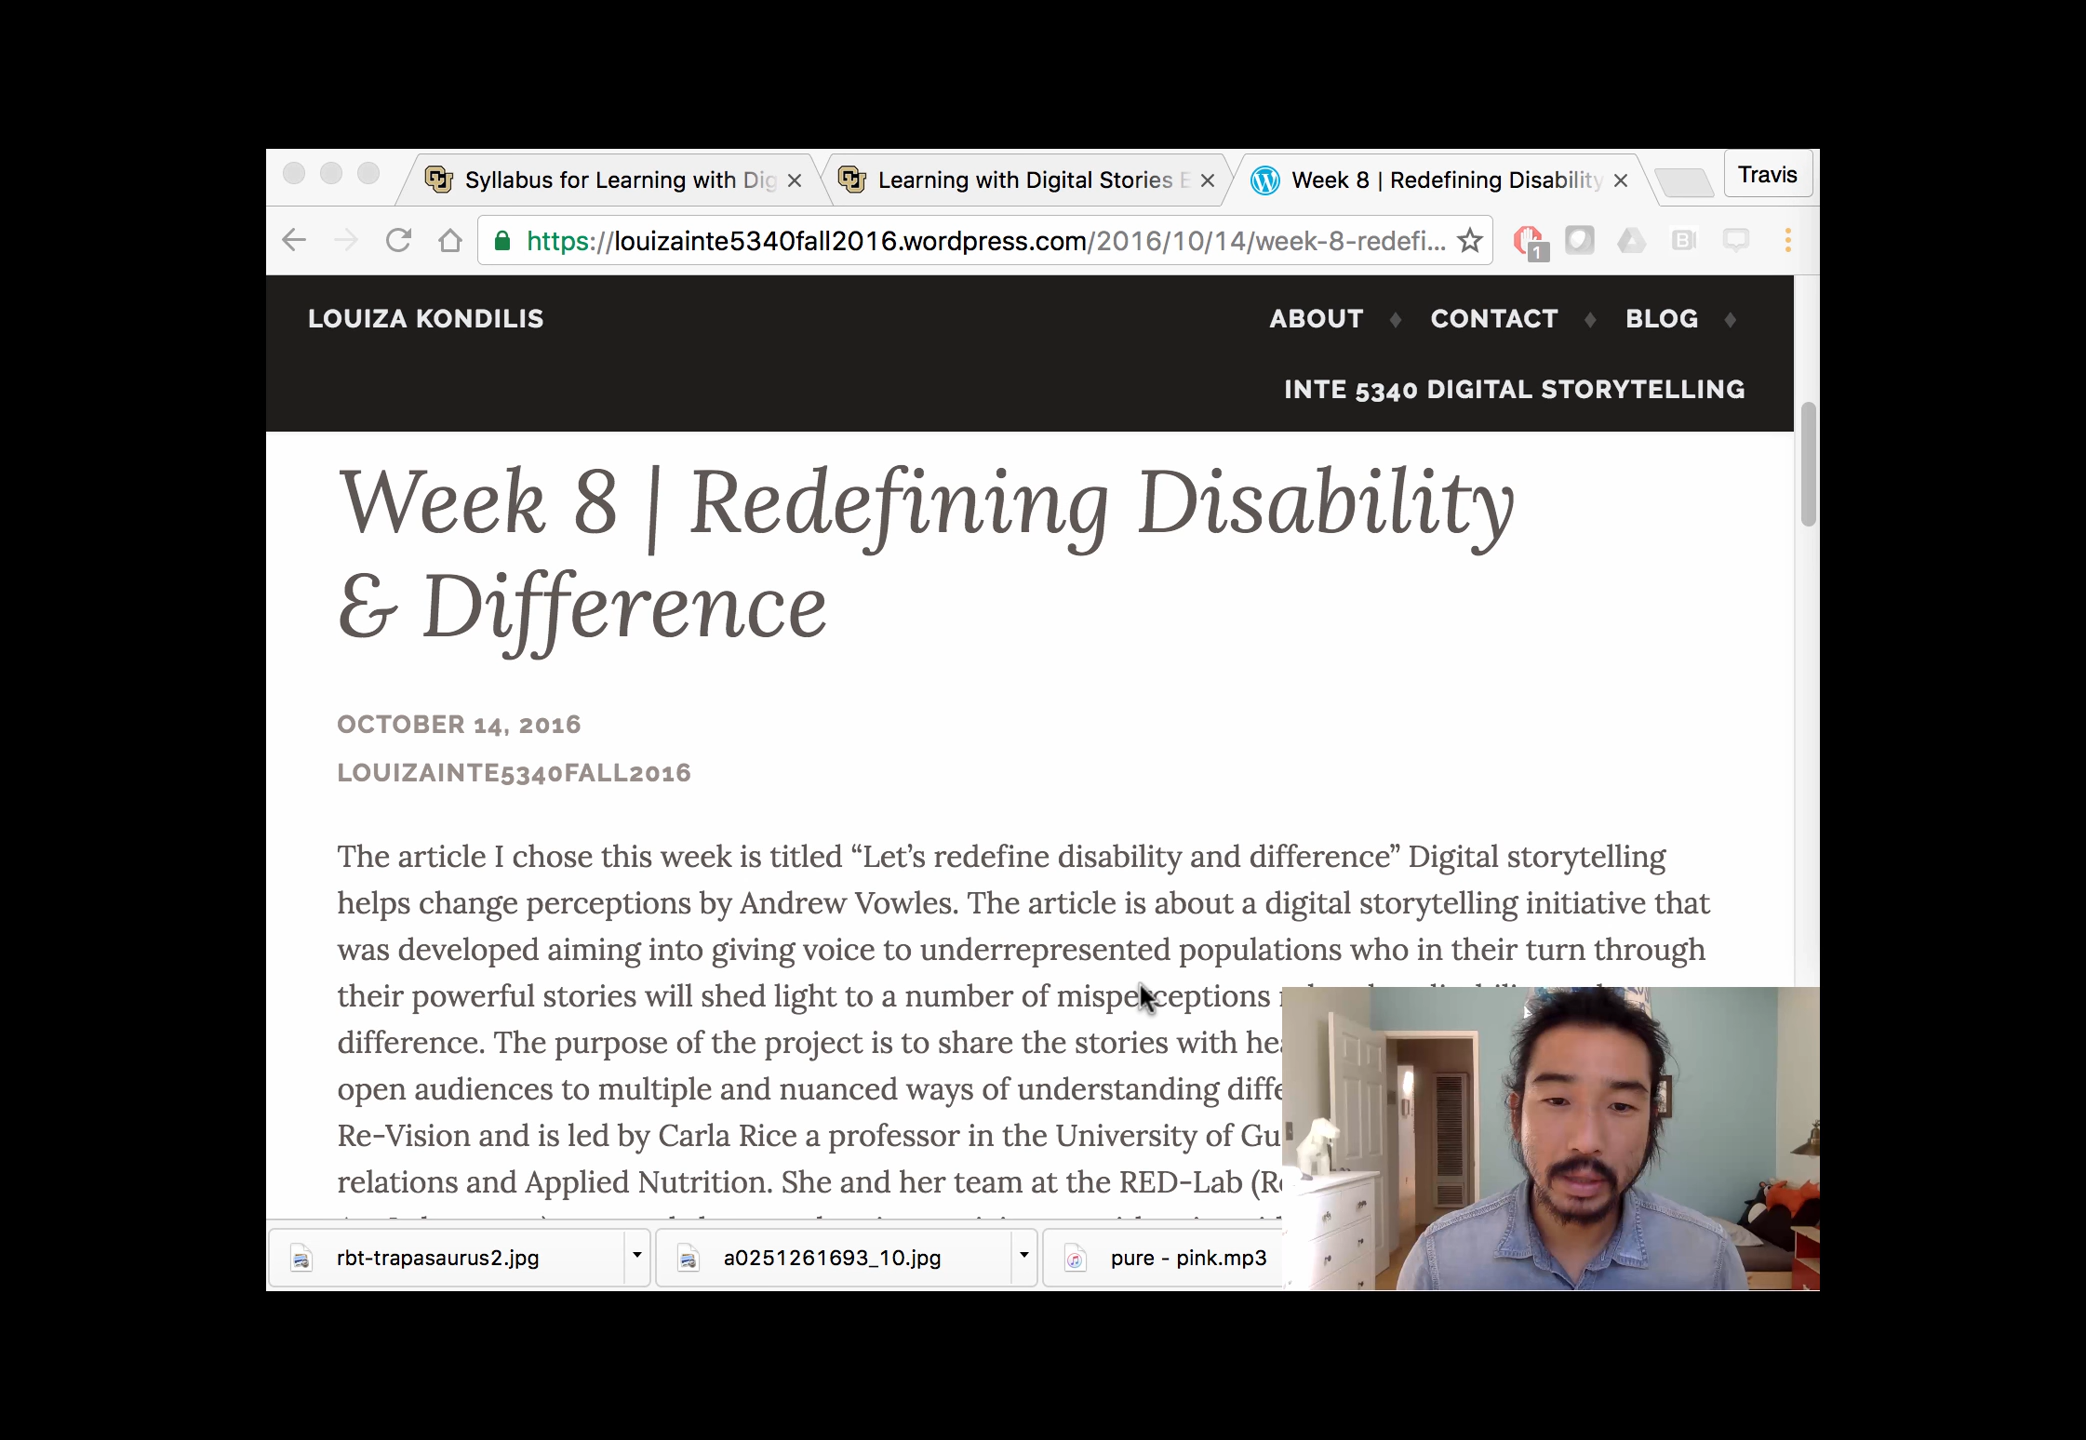 Syllabus for Learning with Dig
Learning with Digital Stories
Week 8 | Redefining Disability
Travis
https://louizainte5340fall2016.wordpress.com/2016/10/14/week-8-redefi...
1
LOUIZA KONDILIS
ABOUT
CONTACT
BLOG
INTE 5340 DIGITAL STORYTELLING
Week 8 | Redefining Disability
& Difference
OCTOBER 14, 2016
LOUIZAINTE5340FALL2016
The article I chose this week is titled “Let’s redefine disability and difference” Digital storytelling
helps change perceptions by Andrew Vowles. The article is about a digital storytelling initiative that
was developed aiming into giving voice to underrepresented populations who in their turn through
their powerful stories will shed light to a number of misperceptions
difference. The purpose of the project is to share the stories with
open audiences to multiple and nuanced ways of understanding
Re-Vision and is led by Carla Rice a professor in the University of
relations and Applied Nutrition. She and her team at the RED-Lab
rbt-trapasaurus2.jpg
a0251261693_10.jpg
pure - pink.mp3